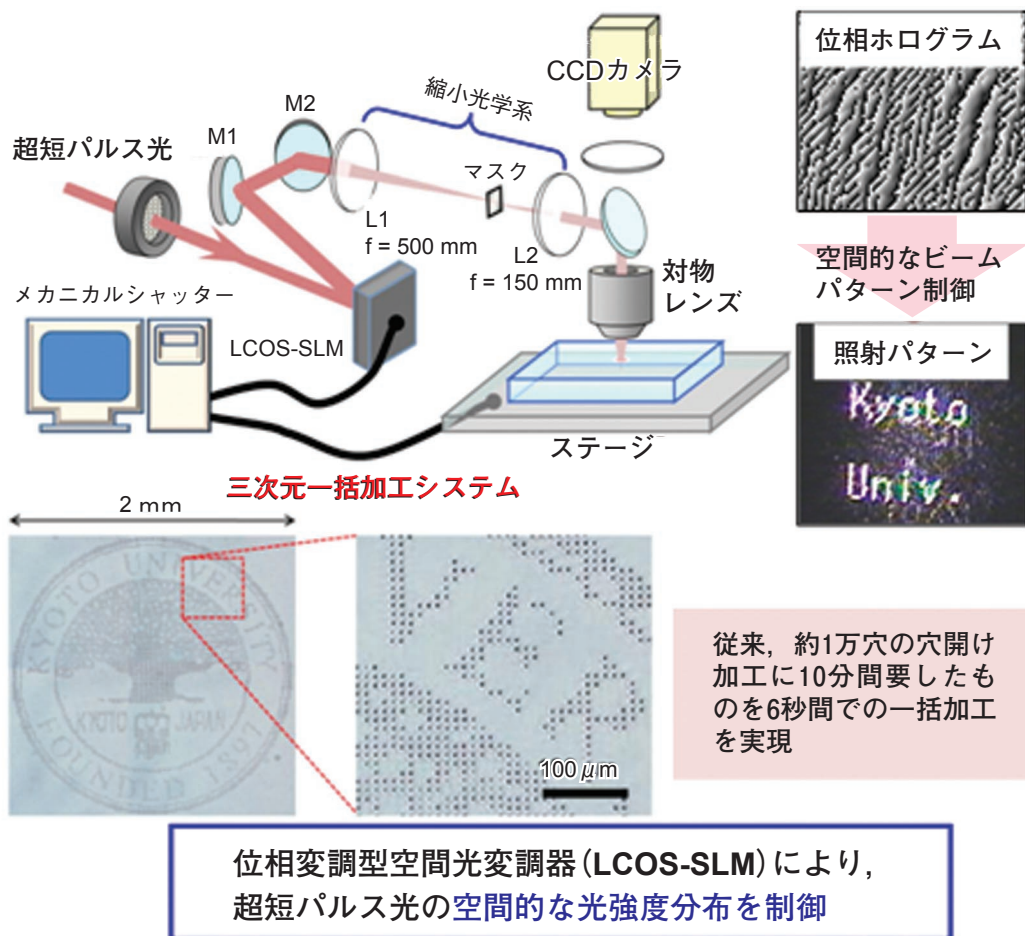 位相ホログラム
CCDカメラ
縮小光学系
M2
M1
超短パルス光
マスク
L1
f = 500 mm
L2
f = 150 mm
対物
レンズ
空間的なビーム
パターン制御
メカニカルシャッター
LCOS-SLM
照射パターン
Kyoto
Univ.
ステージ
三次元一括加工システム
2 mm
KYOTO UNIVERSITY
KYOTO JAPAN
FOUNDED 1897
従来，約1万穴の穴開け
加工に10分間要したも
のを6秒間での一括加工
を実現
100 μm
位相変調型空間光変調器（LCOS-SLM）により，
超短パルス光の空間的な光強度分布を制御